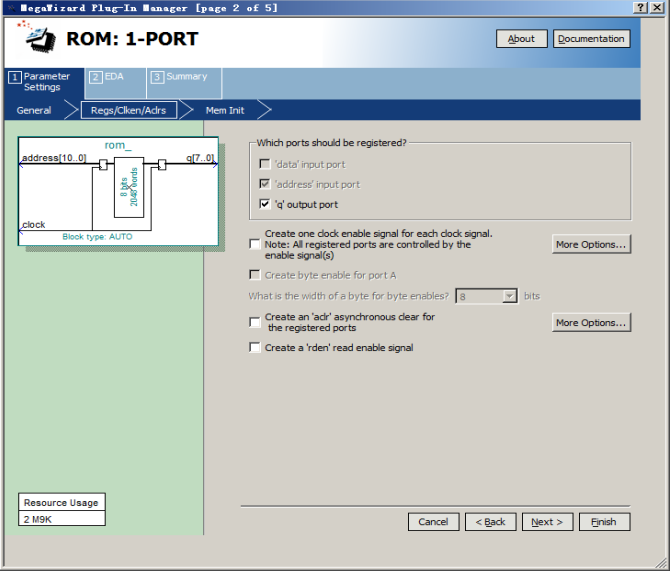 MegaWizard Plug-In Manager [page 2 of 5]
ROM: 1-PORT
About
Documentation
1 Parameter Settings
2 EDA
3 Summary
General
Regs/Clken/Aclrs
Mem Init
rom_
address[10..0]
q[7..0]
8 bits
2048 words
clock
Block type: AUTO
Which ports should be registered?
'data' input port
'address' input port
'q' output port
Create one clock enable signal for each clock signal.
Note: All registered ports are controlled by the
enable signal(s)
More Options...
Create byte enable for port A
What is the width of a byte for byte enables? 8 bits
Create an 'aclr' asynchronous clear for
the registered ports
More Options...
Create a 'rden' read enable signal
Resource Usage
2 M9K
Cancel
< Back
Next >
Finish